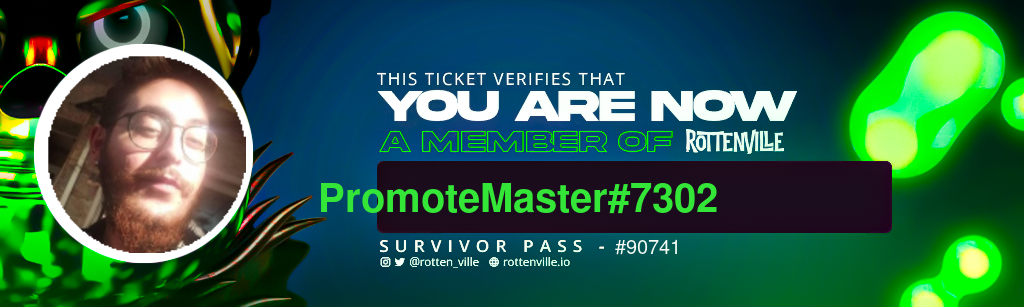 THIS TICKET VERIFIES THAT
YOU ARE NOW
A MEMBER OF ROTTENVILLE
PromoteMaster#7302
SURVIVOR PASS - #90741
@rotten_ville rottenville.io